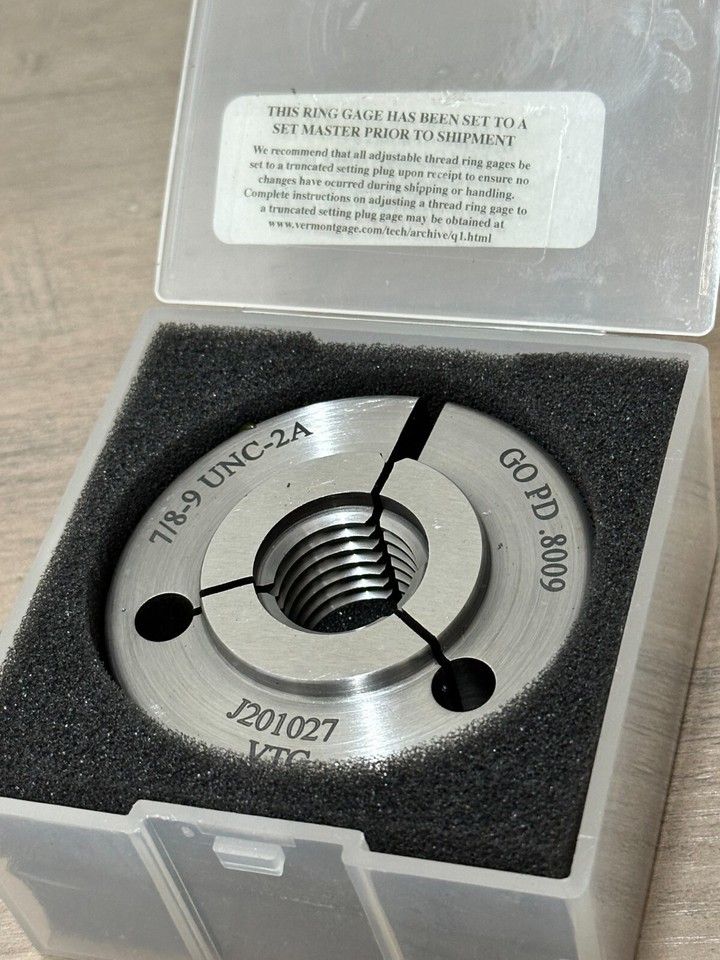 THIS RING GAGE HAS BEEN SET TO A
SET MASTER PRIOR TO SHIPMENT
We recommend that all adjustable thread ring gages be
set to a truncated setting plug upon receipt to ensure no
changes have ocurred during shipping or handling.
Complete instructions on adjusting a thread ring gage to
a truncated setting plug gage may be obtained at
www.vermontgage.com/tech/archive/q1.html
7/8-9 UNC-2A
GO PD .8009
J201027
VTG